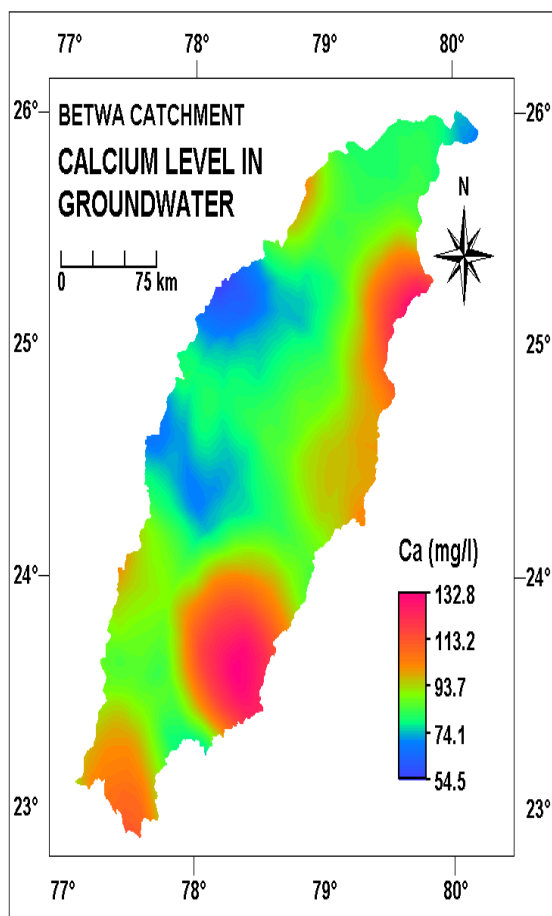 77° 78° 79° 80°
26° 26°
BETWA CATCHMENT
CALCIUM LEVEL IN
GROUNDWATER
N
0 75 km
25° 25°
24° 24°
Ca (mg/l)
132.8
113.2
93.7
74.1
54.5
23° 23°
77° 78° 79° 80°